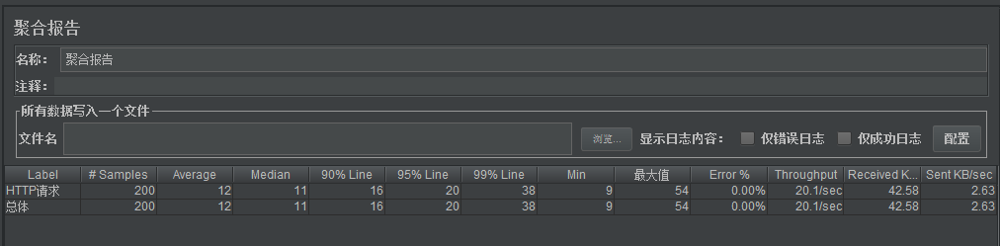 聚合报告
名称： 聚合报告
注释：
所有数据写入一个文件
文件名 浏览... 显示日志内容： 仅错误日志 仅成功日志 配置
Label # Samples Average Median 90% Line 95% Line 99% Line Min 最大值 Error % Throughput Received K... Sent KB/sec
HTTP请求 200 12 11 16 20 38 9 54 0.00% 20.1/sec 42.58 2.63
总体 200 12 11 16 20 38 9 54 0.00% 20.1/sec 42.58 2.63